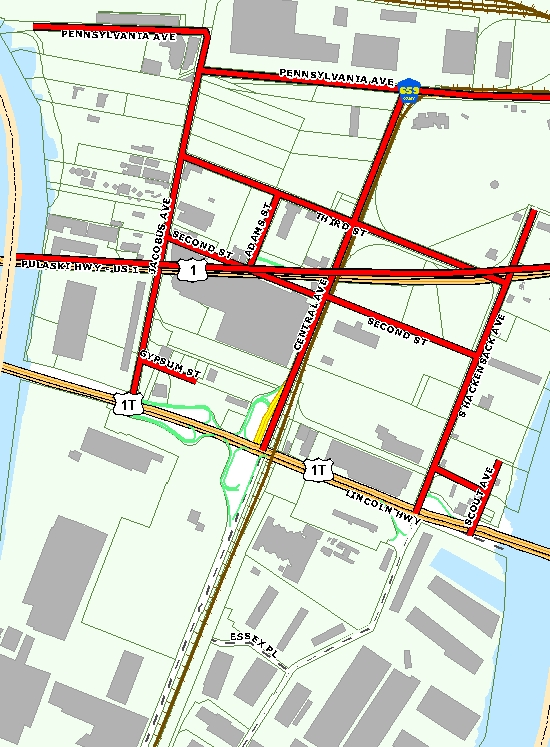 PENNSYLVANIA AVE
PENNSYLVANIA AVE
659
JACOBUS AVE
ADAMS ST
THIRD ST
SECOND ST
PULASKI HWY - US 1
1
CENTRAL AVE
SECOND ST
S HACKENSACK AVE
GYPSUM ST
1T
1T
LINCOLN HWY
SCOUT AVE
ESSEX PL